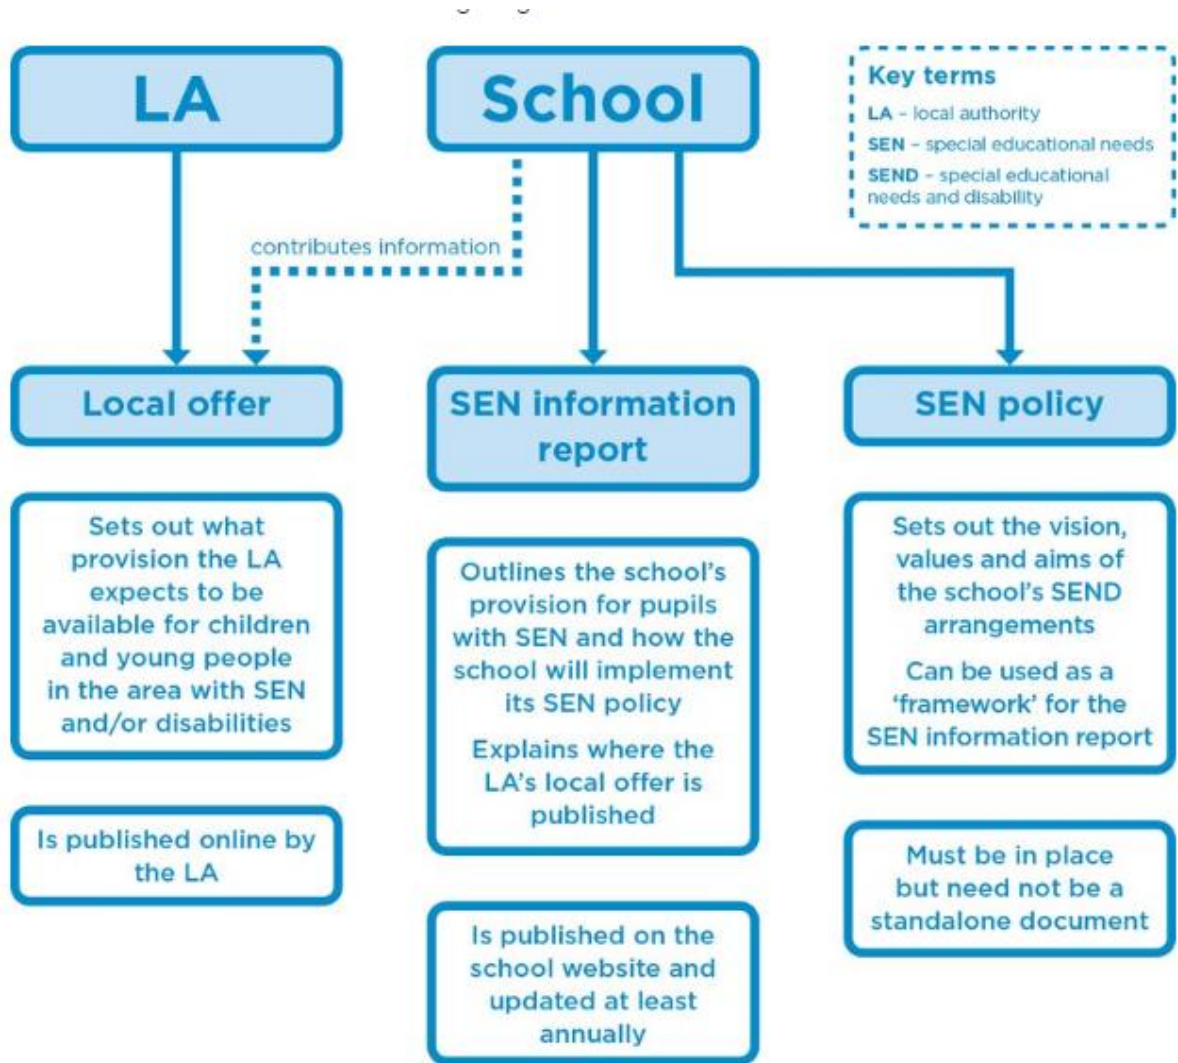 LA
School
Key terms
LA – local authority
SEN – special educational needs
SEND – special educational
needs and disability
contributes information
Local offer
Sets out what
provision the LA
expects to be
available for children
and young people
in the area with SEN
and/or disabilities
Is published online by
the LA
SEN information
report
Outlines the school's
provision for pupils
with SEN and how the
school will implement
its SEN policy
Explains where the
LA's local offer is
published
Is published on the
school website and
updated at least
annually
SEN policy
Sets out the vision,
values and aims of
the school's SEND
arrangements
Can be used as a
‘framework’ for the
SEN information report
Must be in place
but need not be a
standalone document